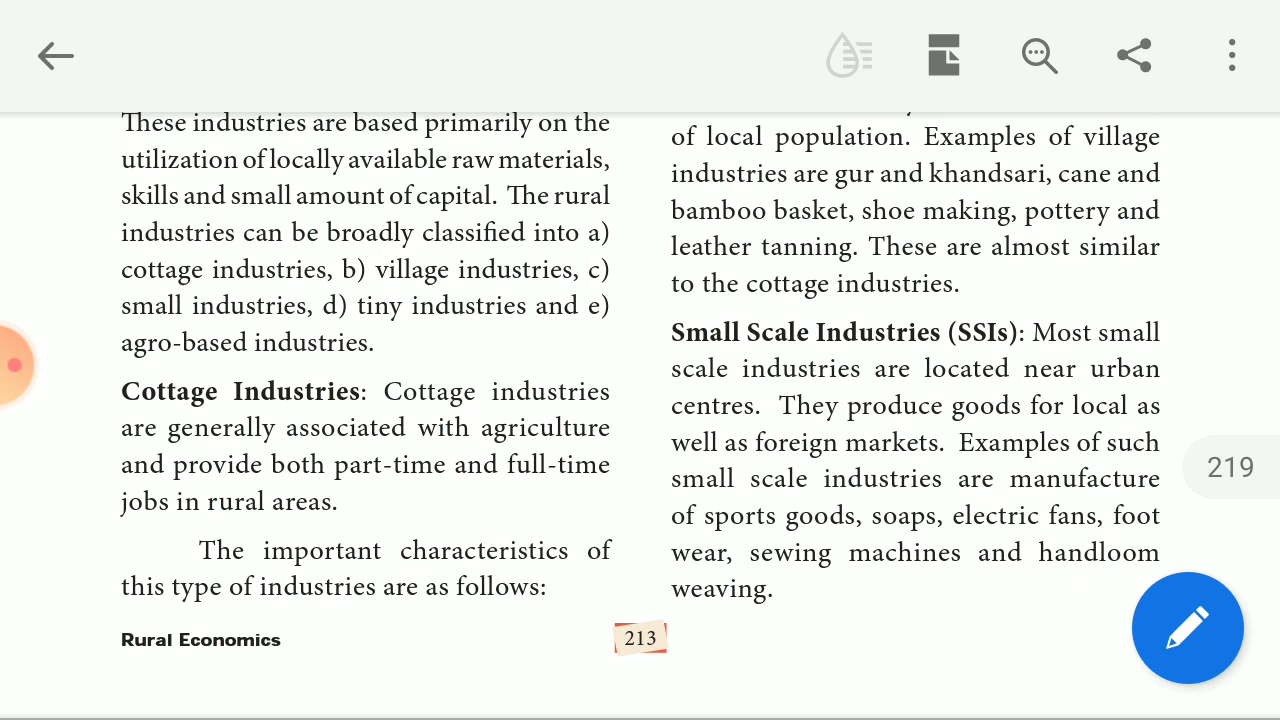 These industries are based primarily on the
utilization of locally available raw materials,
skills and small amount of capital. The rural
industries can be broadly classified into a)
cottage industries, b) village industries, c)
small industries, d) tiny industries and e)
agro-based industries.
Cottage Industries: Cottage industries
are generally associated with agriculture
and provide both part-time and full-time
jobs in rural areas.
The important characteristics of
this type of industries are as follows:
of local population. Examples of village
industries are gur and khandsari, cane and
bamboo basket, shoe making, pottery and
leather tanning. These are almost similar
to the cottage industries.
Small Scale Industries (SSIs): Most small
scale industries are located near urban
centres. They produce goods for local as
well as foreign markets. Examples of such
small scale industries are manufacture
of sports goods, soaps, electric fans, foot
wear, sewing machines and handloom
weaving.
219
Rural Economics
213